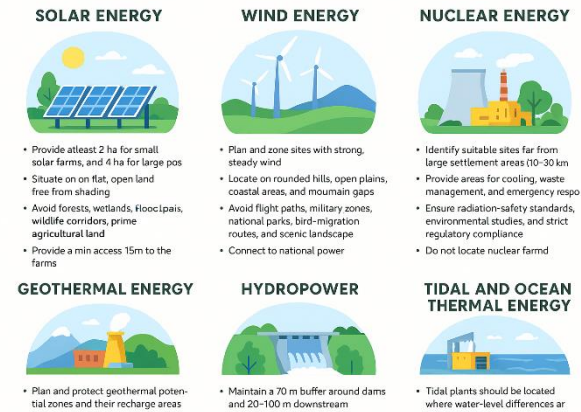 SOLAR ENERGY
• Provide atleast 2 ha for small
solar farms, and 4 ha for large pos
• Situate on on flat, open land
free from shading
• Avoid forests, wetlands, flooclpais,
wildlife corridors, prime
agricultural land
• Provide a min access 15m to the
farms
WIND ENERGY
• Plan and zone sites with strong,
steady wind
• Locate on rounded hills, open plains,
coastal areas, and moumain gaps
• Avoid flight paths, military zones,
national parks, bird-migration
routes, and scenic landscape
• Connect to national power
NUCLEAR ENERGY
• Identify suitable sites far from
large settlement areas (10–30 km
• Provide areas for cooling, waste
management, and emergency respo
• Ensure radiation-safety standards,
environmental studies, and strict
regulatory compliance
• Do not locate nuclear farmd
GEOTHERMAL ENERGY
• Plan and protect geothermal poten-
tial zones and their recharge areas
HYDROPOWER
• Maintain a 70 m buffer around dams
and 20–100 m downstream
TIDAL AND OCEAN
THERMAL ENERGY
• Tidal plants should be located
where water-level differences ar